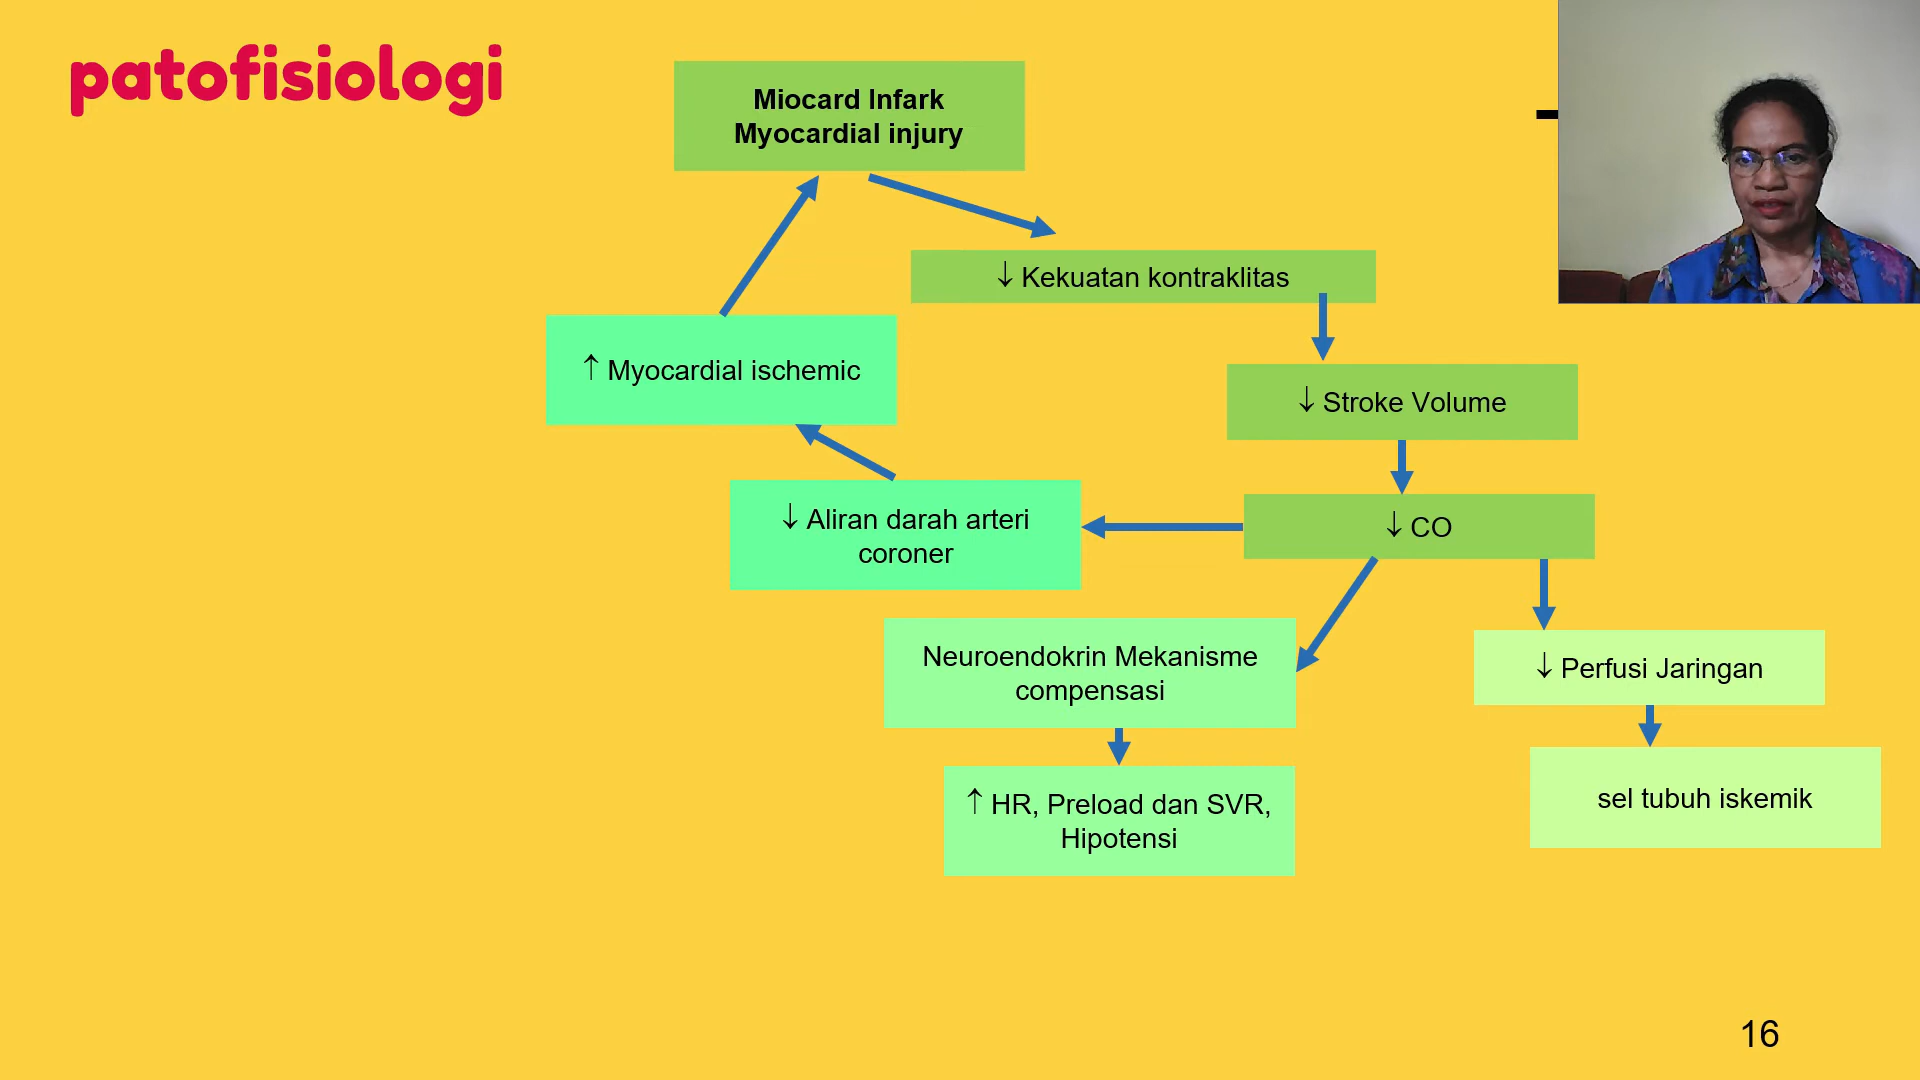 patofisiologi
Miocard Infark
Myocardial injury
↓ Kekuatan kontraklitas
↑ Myocardial ischemic
↓ Stroke Volume
↓ Aliran darah arteri
coroner
↓ CO
Neuroendokrin Mekanisme
compensasi
↓ Perfusi Jaringan
↑ HR, Preload dan SVR,
Hipotensi
sel tubuh iskemik
16